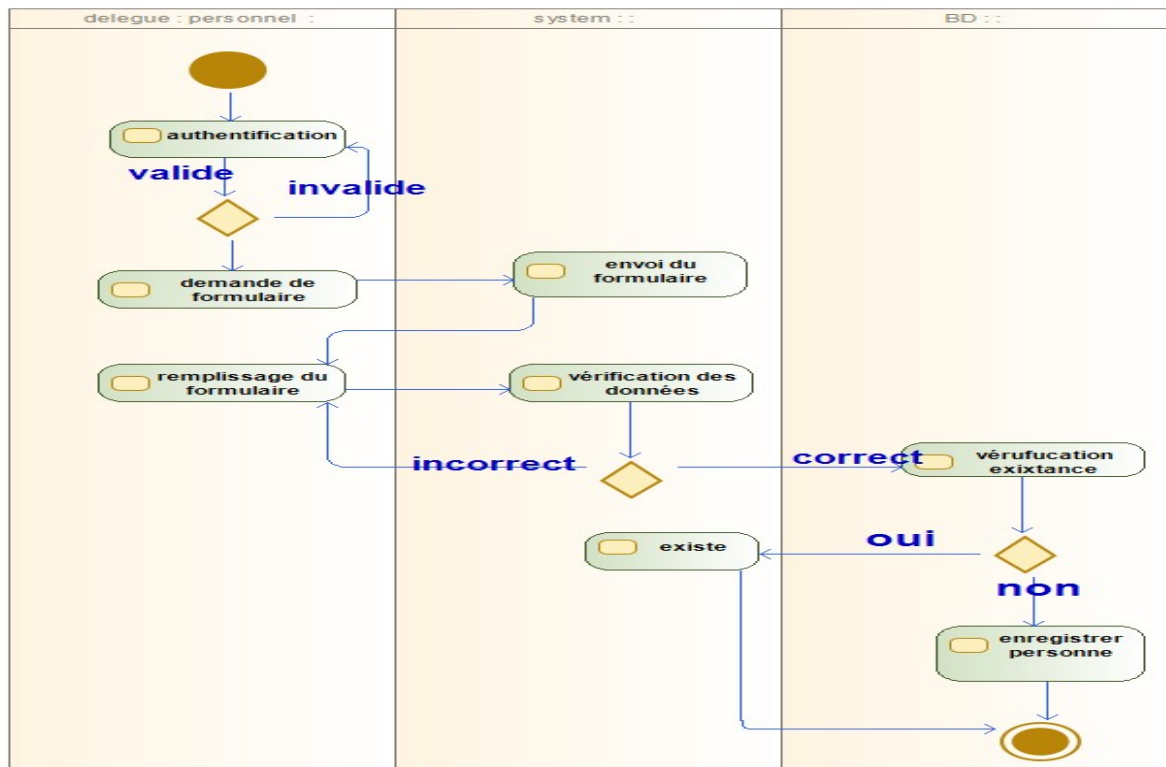 delegue : personnel :
system : :
BD : :
authentification
valide
invalide
demande de
formulaire
envoi du
formulaire
remplissage du
formulaire
vérification des
données
incorrect
correct
vérufucation
exixtance
existe
oui
non
enregistrer
personne